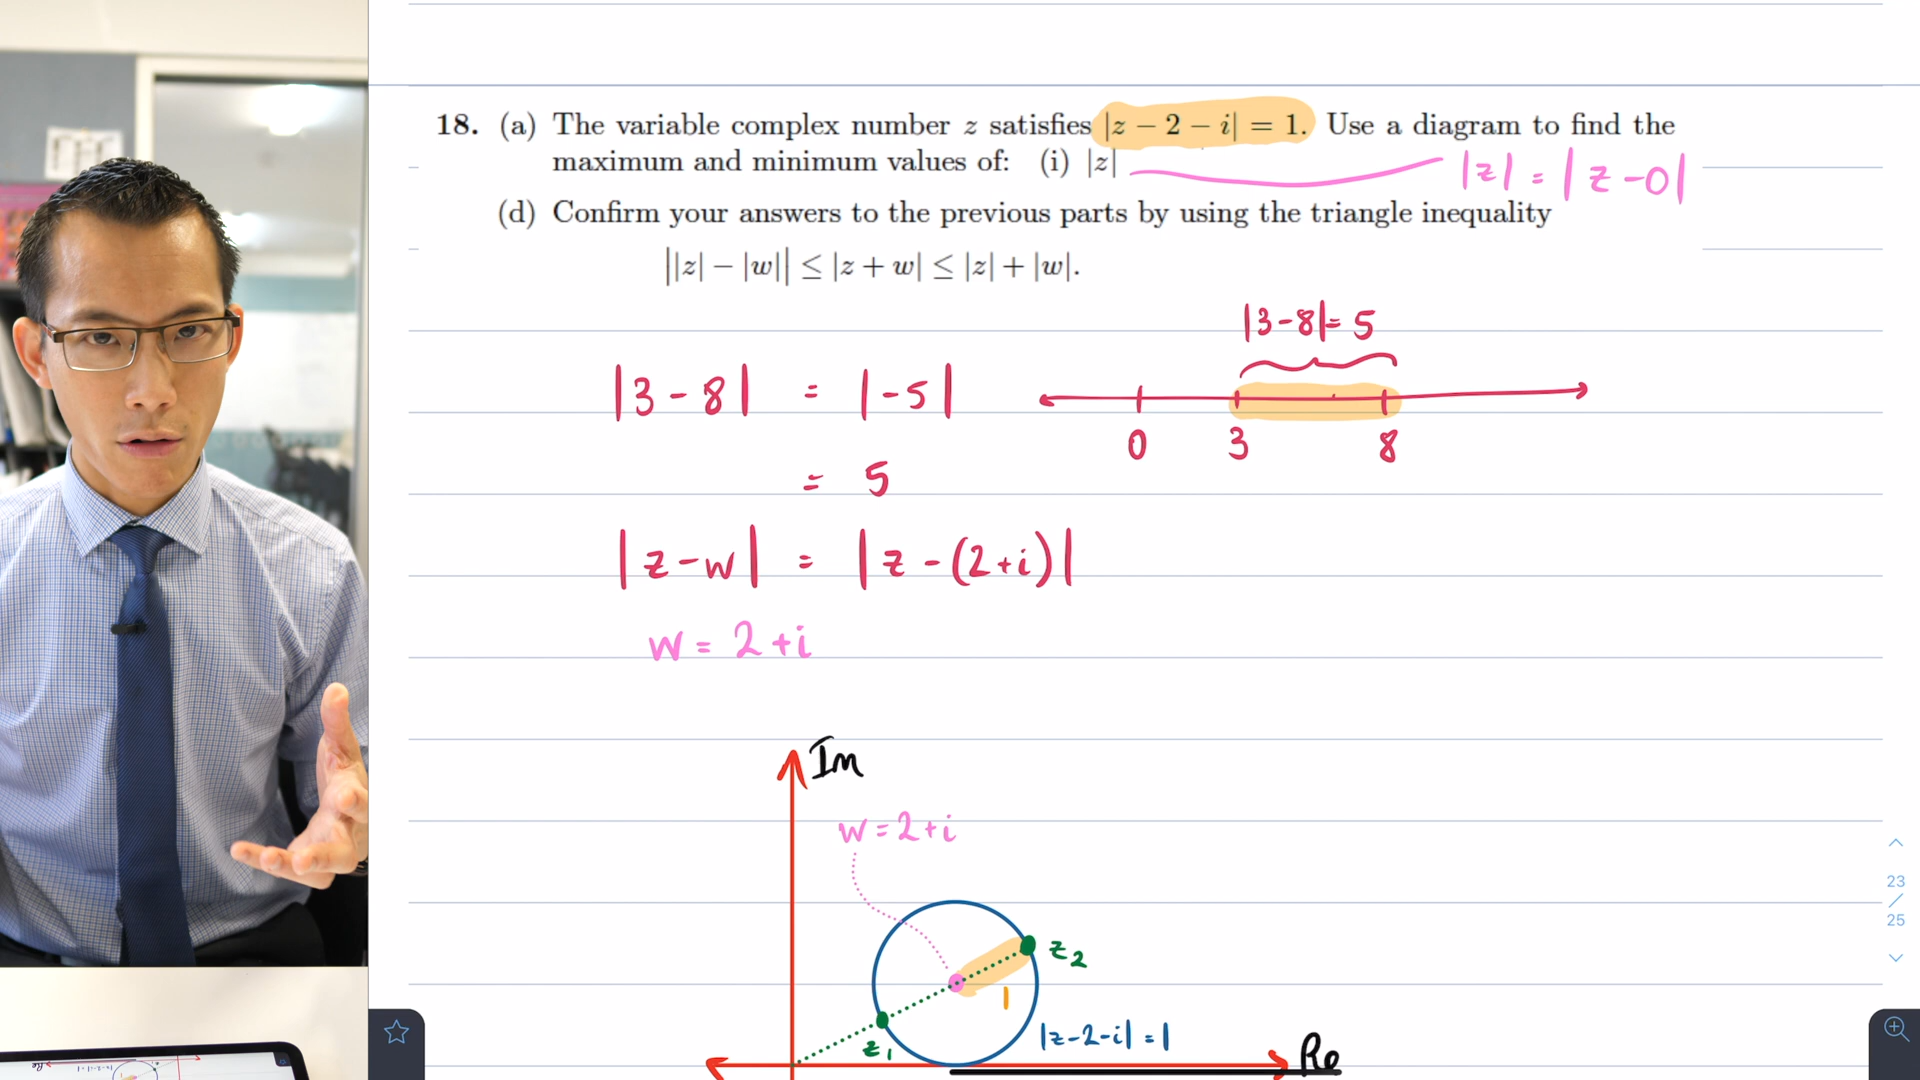 18. (a) The variable complex number z satisfies |z − 2 − i| = 1. Use a diagram to find the
maximum and minimum values of: (i) |z|
|z| = |z-0|
(d) Confirm your answers to the previous parts by using the triangle inequality
||z| − |w|| ≤ |z + w| ≤ |z| + |w|.
|3-8| = 5
|3-8| = |-5|
0 3 8
= 5
|z-w| = |z-(2+i)|
w = 2+i
Im
w = 2+i
z2
1
|z-2-i| = 1
z1
Re
23
/
25